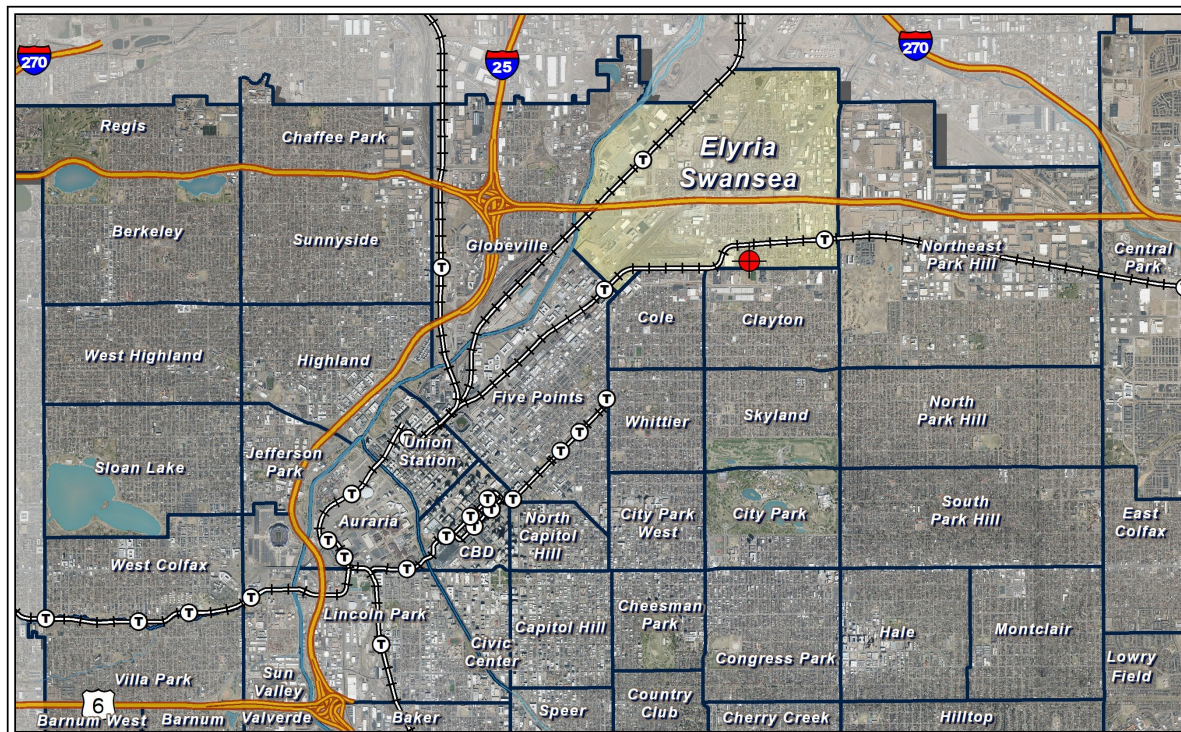 270
25
270
Regis
Chaffee Park
Elyria
Swansea
T
Berkeley
Sunnyside
Globeville
T
T
Northeast
Park Hill
Central
Park
T
T
Cole
Clayton
West Highland
Highland
Five Points
T
Whittier
Skyland
North
Park Hill
Union
Station
T
T
Sloan Lake
Jefferson
Park
T
Auraria
T
T
T
T
T
T
CBD
T
T
T
T
North
Capitol
Hill
City Park
West
City Park
South
Park Hill
East
Colfax
West Colfax
T
T
T
T
T
Lincoln Park
T
Civic
Center
Capitol Hill
Cheesman
Park
Congress Park
Hale
Montclair
Lowry
Field
Villa Park
Sun
Valley
6
Barnum West
Barnum
Valverde
Baker
Speer
Country
Club
Cherry Creek
Hilltop